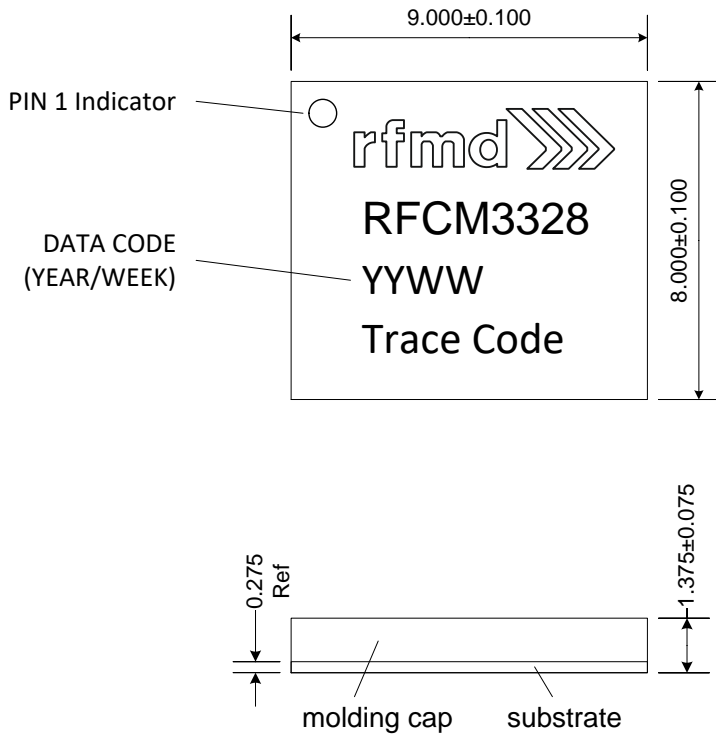 9.000±0.100
PIN 1 Indicator
rfmd
RFCM3328
DATA CODE
(YEAR/WEEK)
YYWW
Trace Code
8.000±0.100
0.275
Ref
1.375±0.075
molding cap
substrate